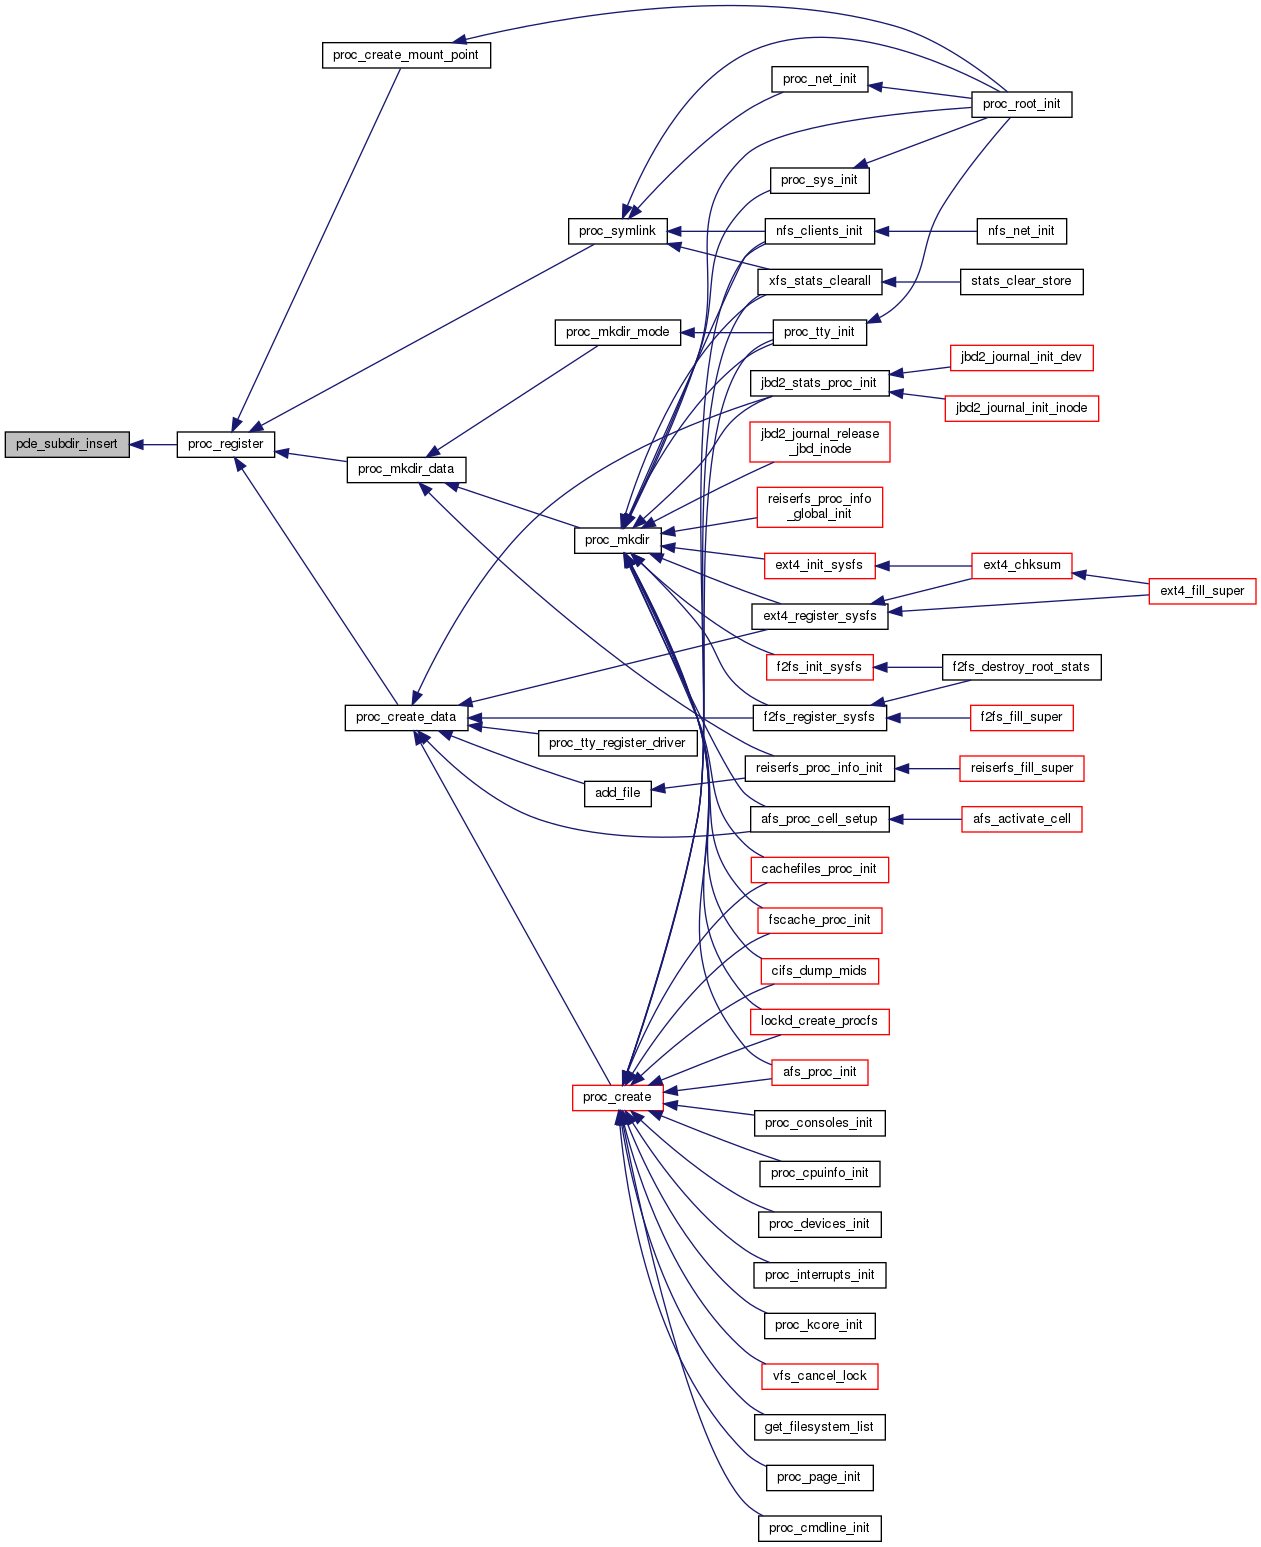 proc_create_mount_point
proc_net_init
proc_root_init
proc_sys_init
proc_symlink
nfs_clients_init
nfs_net_init
xfs_stats_clearall
stats_clear_store
proc_mkdir_mode
proc_tty_init
jbd2_journal_init_dev
jbd2_stats_proc_init
jbd2_journal_init_inode
pde_subdir_insert
proc_register
jbd2_journal_release
_jbd_inode
proc_mkdir_data
reiserfs_proc_info
_global_init
proc_mkdir
ext4_init_sysfs
ext4_chksum
ext4_fill_super
ext4_register_sysfs
f2fs_init_sysfs
f2fs_destroy_root_stats
proc_create_data
f2fs_register_sysfs
f2fs_fill_super
proc_tty_register_driver
reiserfs_proc_info_init
reiserfs_fill_super
add_file
afs_proc_cell_setup
afs_activate_cell
cachefiles_proc_init
fscache_proc_init
cifs_dump_mids
lockd_create_procfs
afs_proc_init
proc_create
proc_consoles_init
proc_cpuinfo_init
proc_devices_init
proc_interrupts_init
proc_kcore_init
vfs_cancel_lock
get_filesystem_list
proc_page_init
proc_cmdline_init